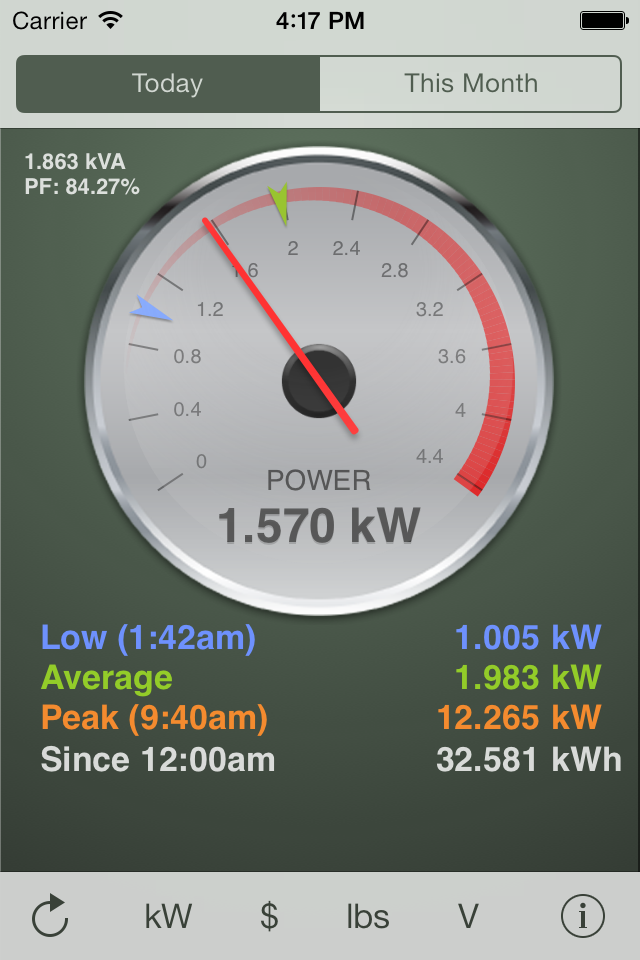 Carrier 4:17 PM
Today This Month
1.863 kVA
PF: 84.27%
2 2.4
1.6 2.8
1.2 3.2
0.8 3.6
0.4 4
0 4.4
POWER
1.570 kW
Low (1:42am) 1.005 kW
Average 1.983 kW
Peak (9:40am) 12.265 kW
Since 12:00am 32.581 kWh
kW $ lbs V i